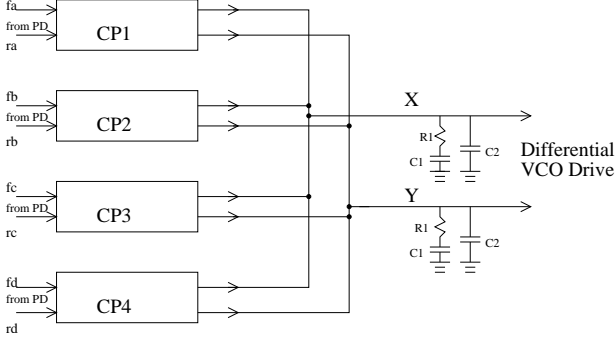 fa
from PD
ra
CP1
fb
from PD
rb
CP2
fc
from PD
rc
CP3
fd
from PD
rd
CP4
X
R1
C1
C2
Y
R1
C1
C2
Differential
VCO Drive